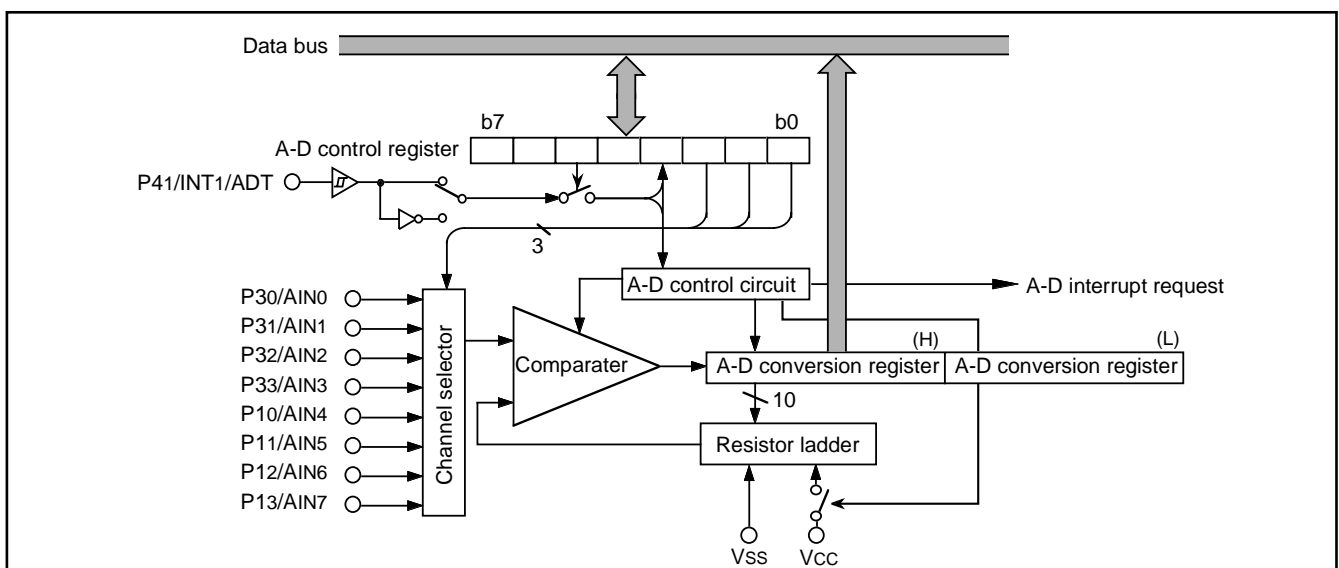 Data bus
b7 b0
A-D control register
P41/INT1/ADT
3
A-D control circuit
A-D interrupt request
P30/AIN0
P31/AIN1
P32/AIN2
P33/AIN3
P10/AIN4
P11/AIN5
P12/AIN6
P13/AIN7
Channel selector
Comparater
(H) (L)
A-D conversion register A-D conversion register
10
Resistor ladder
VSS VCC